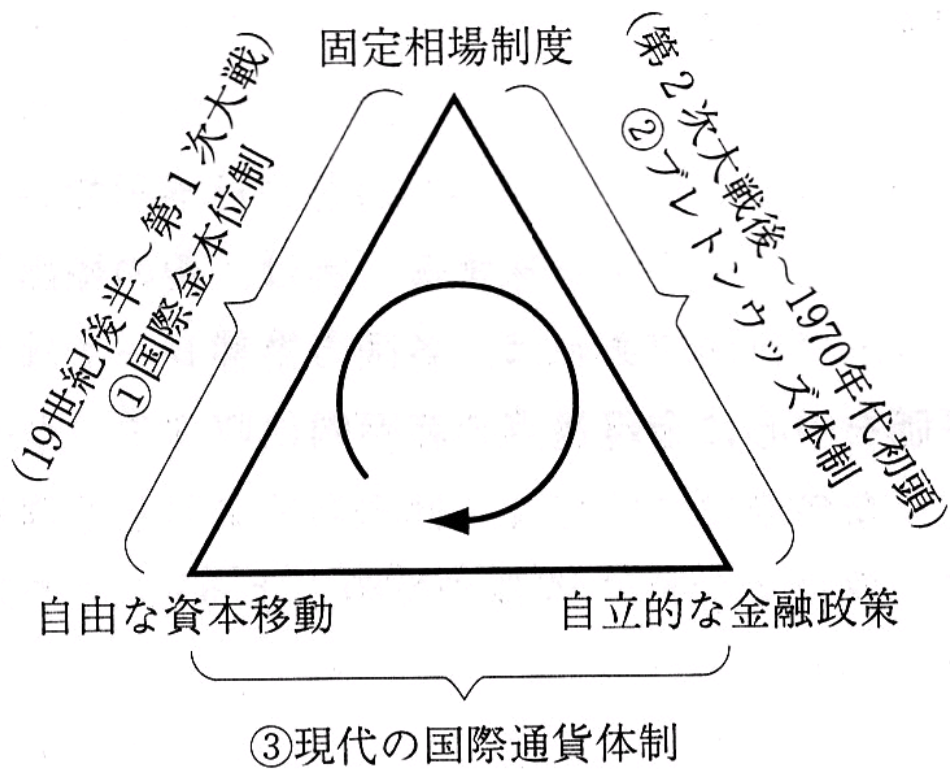 固定相場制度
(19世紀後半～第1次大戦)
①国際金本位制
(第2次大戦後～1970年代初頭)
②ブレトンウッズ体制
自由な資本移動
自立的な金融政策
③現代の国際通貨体制